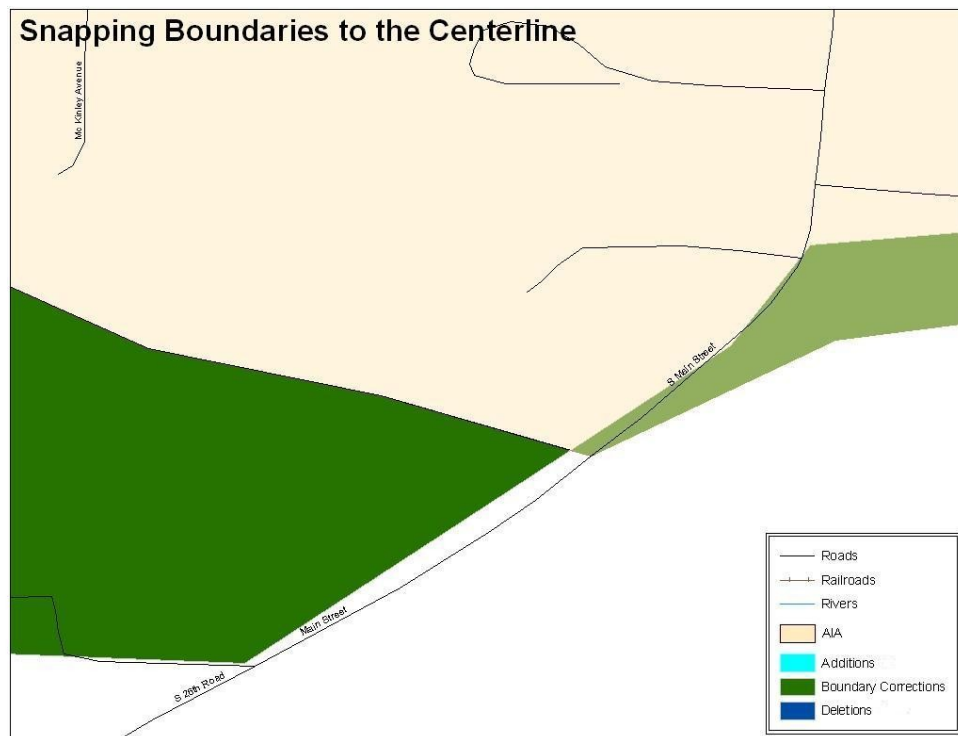 Snapping Boundaries to the Centerline
Mc Kinley Avenue
S Main Street
Main Street
S 26th Road
Roads
Railroads
Rivers
AIA
Additions
Boundary Corrections
Deletions